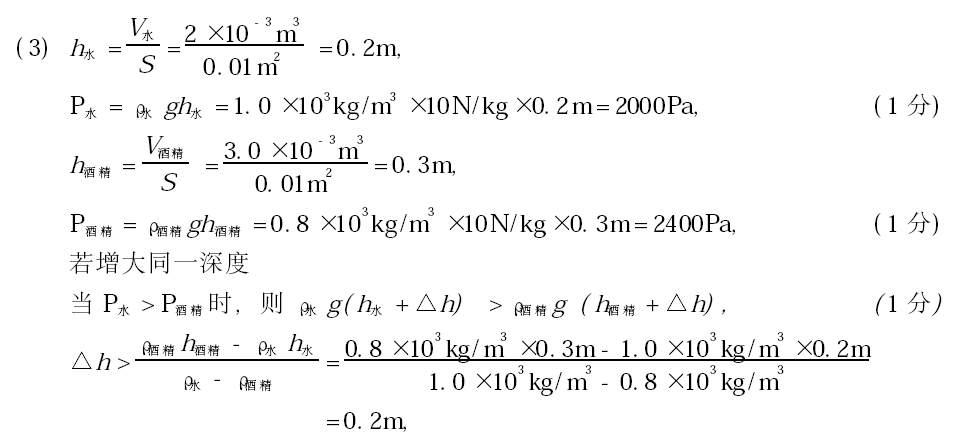 (3) h水 = V水/S = 2 ×10⁻³m³/0.01m² = 0.2m,
P水 = ρ水 gh水 = 1.0 ×10³kg/m³ ×10N/kg ×0.2m = 2000Pa, (1 分)
h酒精 = V酒精/S = 3.0 ×10⁻³m³/0.01m² = 0.3m,
P酒精 = ρ酒精 gh酒精 = 0.8 ×10³kg/m³ ×10N/kg ×0.3m = 2400Pa, (1 分)
若增大同一深度
当 P水 > P酒精 时, 则 ρ水 g(h水 + △h) > ρ酒精 g (h酒精 + △h) , (1 分)
△h > ρ酒精 h酒精 - ρ水 h水/ρ水 - ρ酒精 = 0.8 ×10³kg/m³ ×0.3m - 1.0 ×10³kg/m³ ×0.2m/1.0 ×10³kg/m³ - 0.8 ×10³kg/m³
=0.2m,